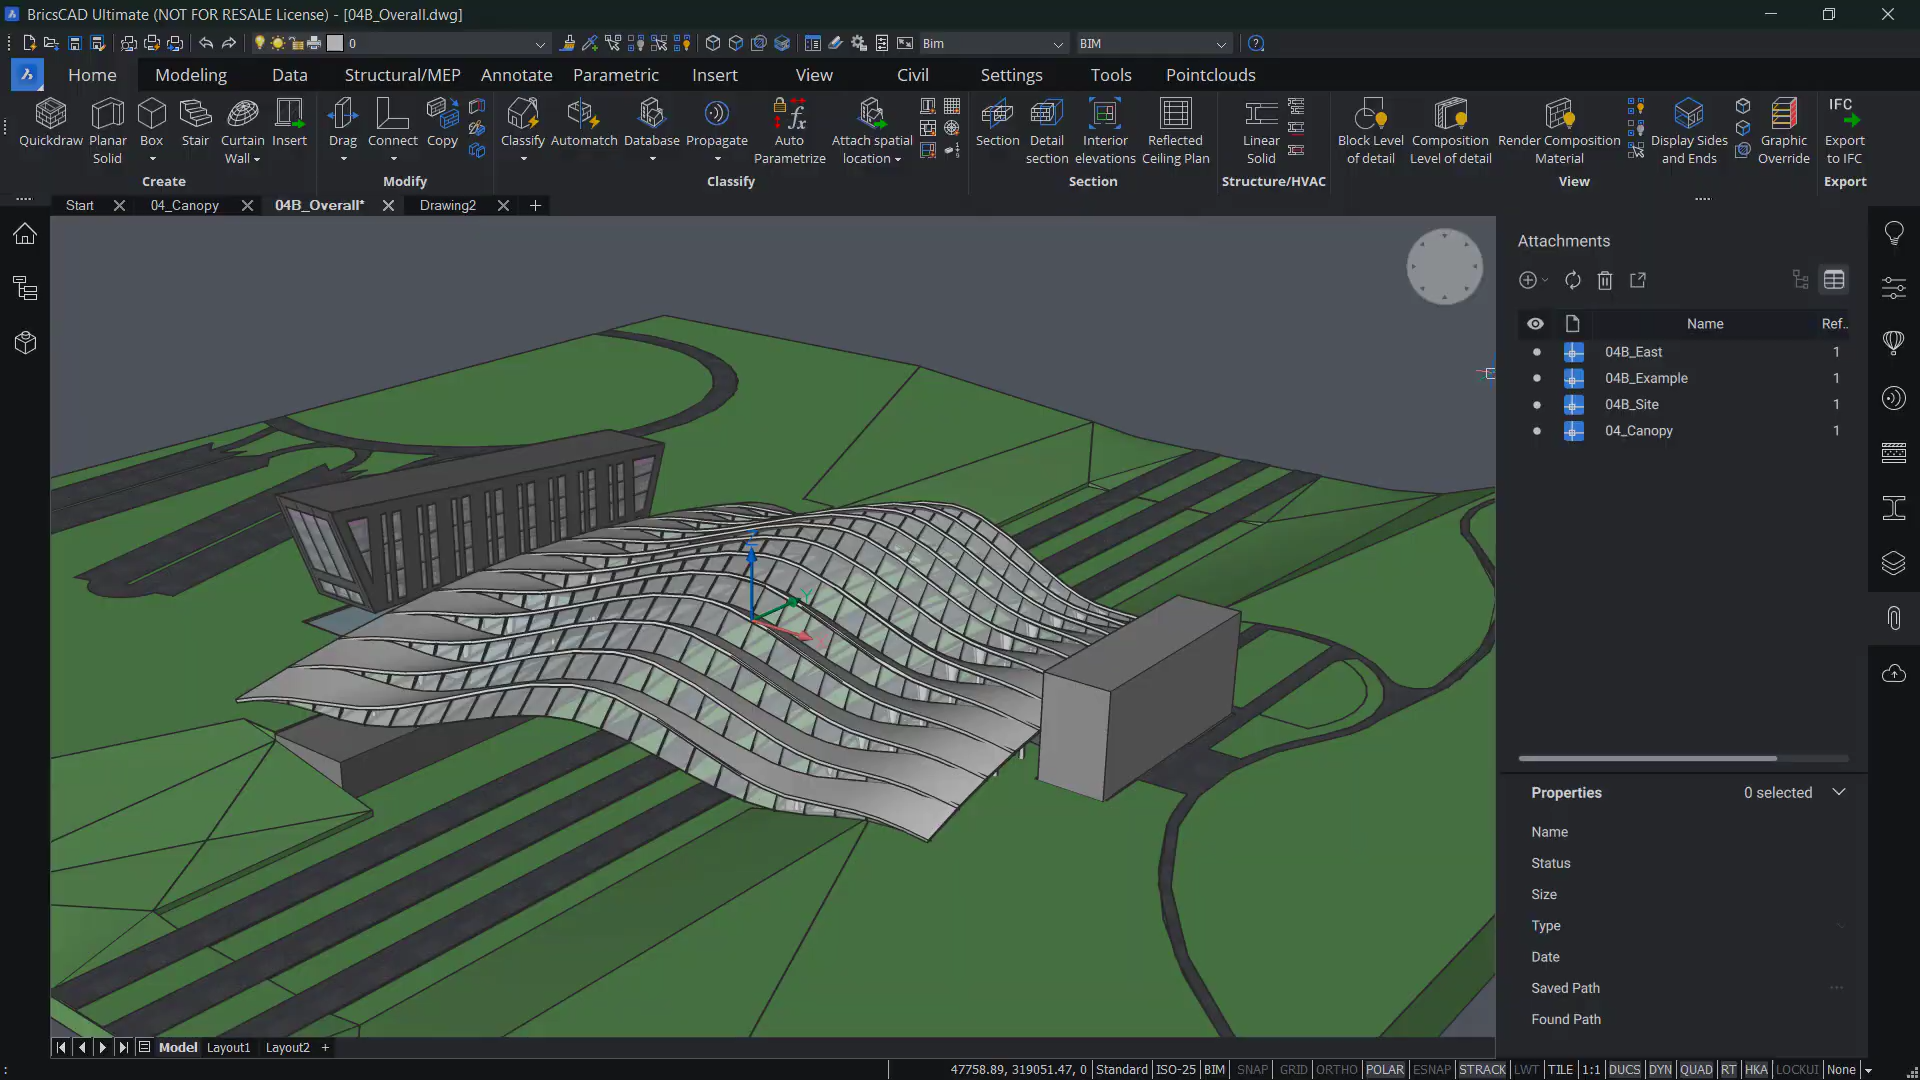 BricsCAD Ultimate (NOT FOR RESALE License) - [04B_Overall.dwg]
0
Bim
BIM
Home Modeling Data Structural/MEP Annotate Parametric Insert View Civil Settings Tools Pointclouds
IFC
Quickdraw Planar Solid Box Stair Curtain Wall Insert Drag Connect Copy Classify Automatch Database Propagate Auto Parametrize Attach spatial location Section Detail section Interior elevations Reflected Ceiling Plan Linear Solid Block Level of detail Composition Level of detail Render Composition Material Display Sides and Ends Graphic Override Export to IFC
Create Modify Classify Section Structure/HVAC View Export
Start 04_Canopy 04B_Overall* Drawing2
Attachments
Name Ref..
04B_East 1
04B_Example 1
04B_Site 1
04_Canopy 1
Z
Y
Properties 0 selected
Name
Status
Size
Type
Date
Saved Path
Found Path
Model Layout1 Layout2 +
: 47758.89, 319051.47, 0 Standard ISO-25 BIM SNAP GRID ORTHO POLAR ESNAP STRACK LWT TILE 1:1 DUCS DYN QUAD RT HKA LOCKUI None